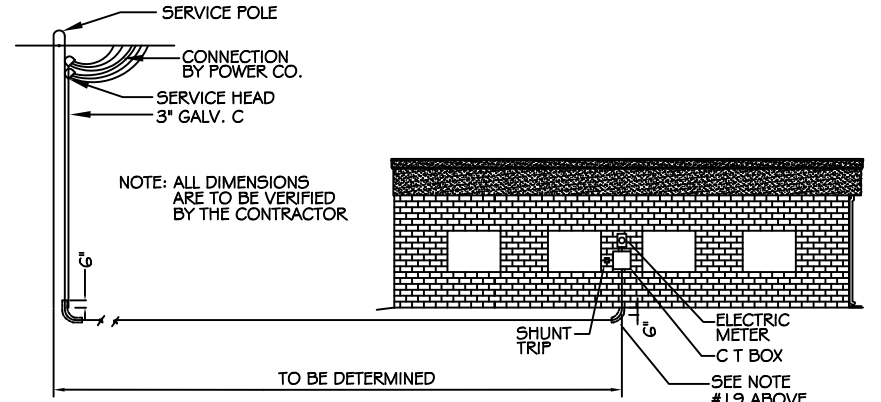 SERVICE POLE
CONNECTION
BY POWER CO.
SERVICE HEAD
3" GALV. C
NOTE: ALL DIMENSIONS
ARE TO BE VERIFIED
BY THE CONTRACTOR
6"
SHUNT
TRIP
6"
ELECTRIC
METER
C T BOX
TO BE DETERMINED
SEE NOTE
#19 ABOVE